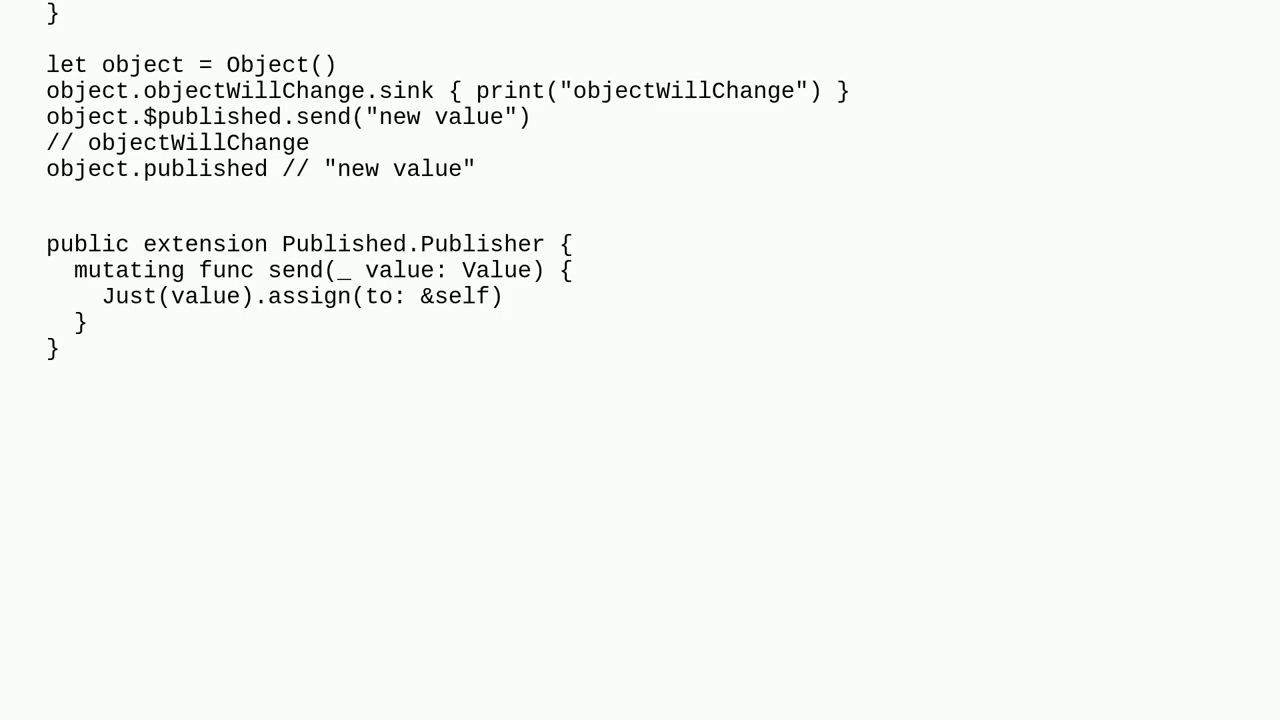 }
let object = Object()
object.objectWillChange.sink { print("objectWillChange") }
object.$published.send("new value")
// objectWillChange
object.published // "new value"
public extension Published.Publisher {
  mutating func send(_ value: Value) {
    Just(value).assign(to: &self)
  }
}